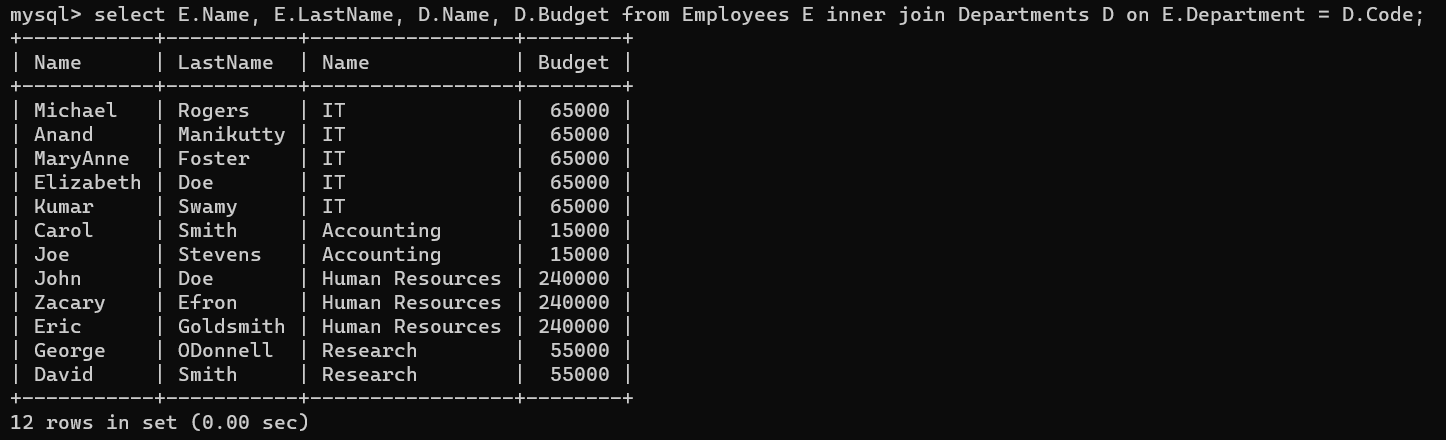 mysql> select E.Name, E.LastName, D.Name, D.Budget from Employees E inner join Departments D on E.Department = D.Code;
+-----------+-----------+-----------------+--------+
| Name      | LastName  | Name            | Budget |
+-----------+-----------+-----------------+--------+
| Michael   | Rogers    | IT              |  65000 |
| Anand     | Manikutty | IT              |  65000 |
| MaryAnne  | Foster    | IT              |  65000 |
| Elizabeth | Doe       | IT              |  65000 |
| Kumar     | Swamy     | IT              |  65000 |
| Carol     | Smith     | Accounting      |  15000 |
| Joe       | Stevens   | Accounting      |  15000 |
| John      | Doe       | Human Resources | 240000 |
| Zacary    | Efron     | Human Resources | 240000 |
| Eric      | Goldsmith | Human Resources | 240000 |
| George    | ODonnell  | Research        |  55000 |
| David     | Smith     | Research        |  55000 |
+-----------+-----------+-----------------+--------+
12 rows in set (0.00 sec)